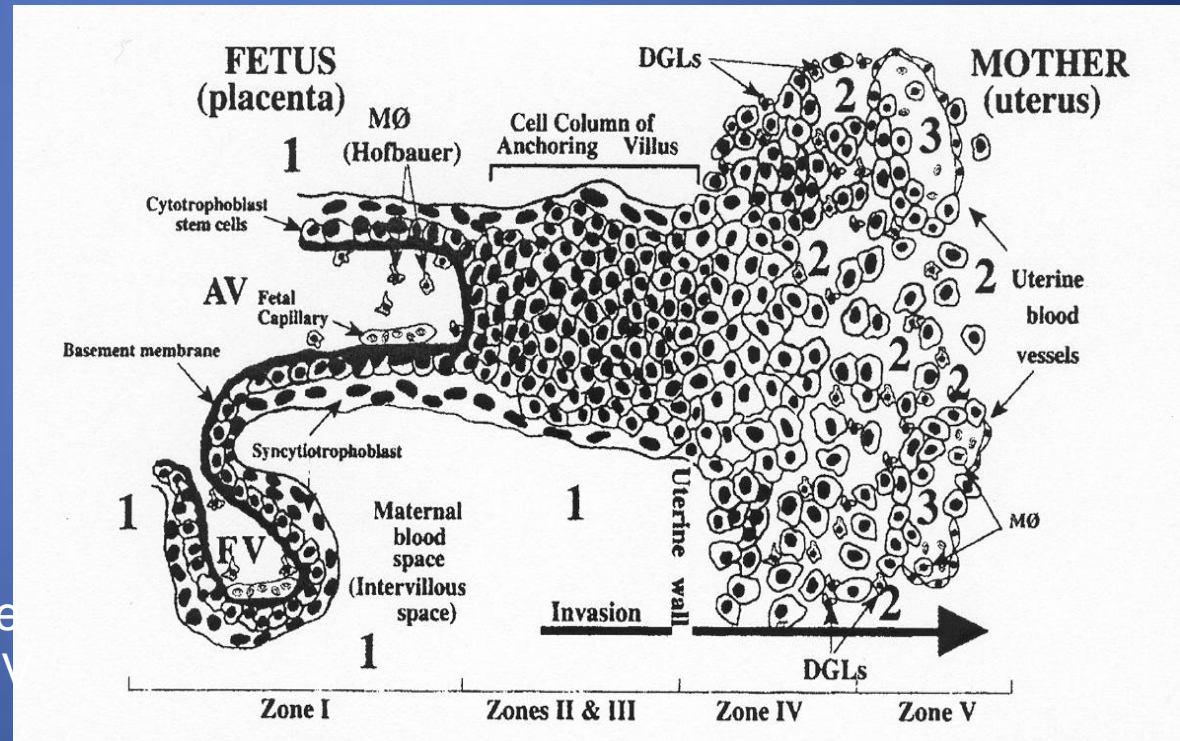 FETUS
(placenta)
1
MØ
(Hofbauer)
Cell Column of
Anchoring Villus
DGLs
MOTHER
(uterus)
2
3
Cytotrophoblast
stem cells
AV
Fetal
Capillary
Basement membrane
2
2
Uterine
blood
vessels
2
2
Syncytiotrophoblast
1
FV
Maternal
blood
space
(Intervillous
space)
1
1
Uterine wall
3
MØ
2
Invasion
DGLs
Zone I
Zones II & III
Zone IV
Zone V
e
V